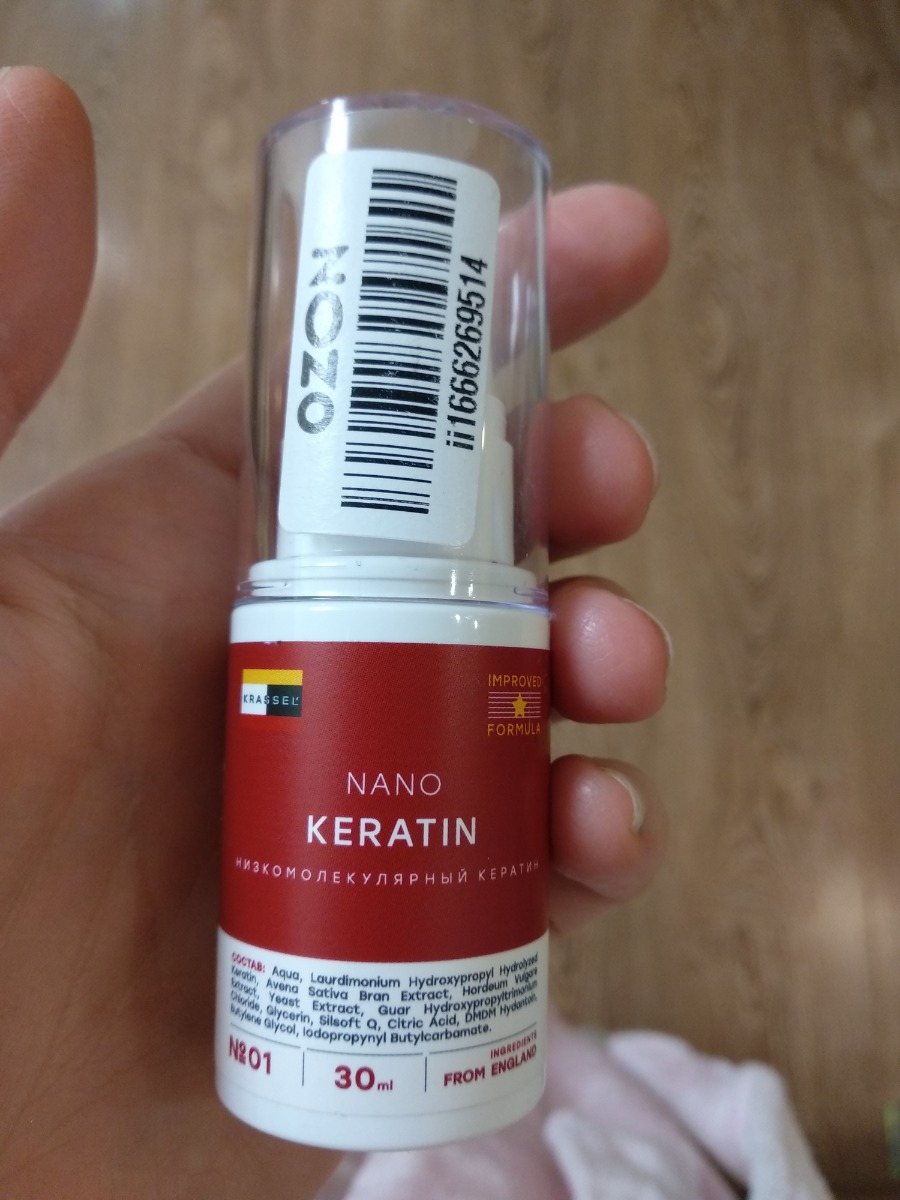 OZON
ii1666269514
KRASSEL
IMPROVED
FORMULA
NANO
KERATIN
НИЗКОМОЛЕКУЛЯРНЫЙ КЕРАТИН
СОСТАВ: Aqua, Laurdimonium Hydroxypropyl Hydrolyzed
Keratin, Avena Sativa Bran Extract, Hordeum Vulgare
Extract, Yeast Extract, Guar Hydroxypropyltrimonium
Chloride, Glycerin, Silsoft Q, Citric Acid, DMDM Hydantoin,
Butylene Glycol, Iodopropynyl Butylcarbamate.
№01
30 ml
INGREDIENTS
FROM ENGLAND